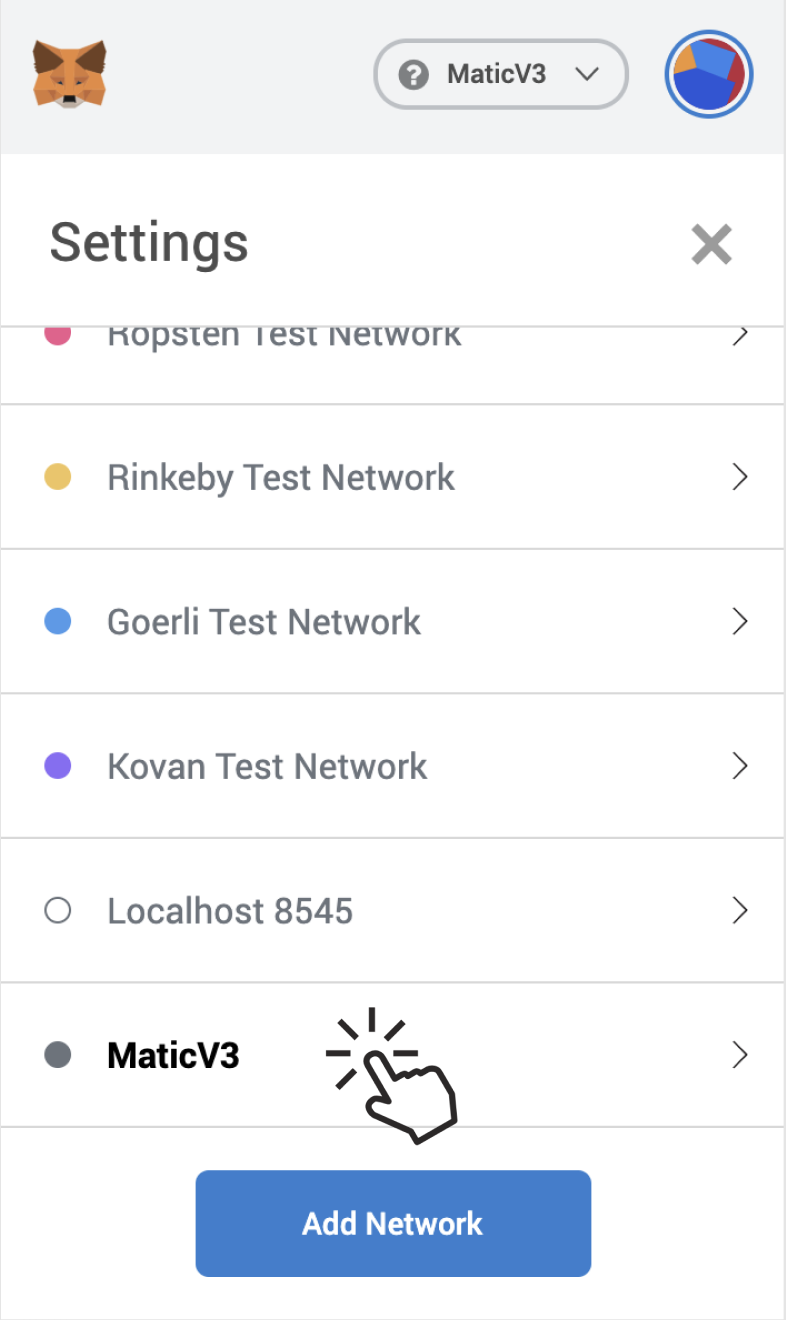 MaticV3
Settings
Ropsten Test Network
Rinkeby Test Network
Goerli Test Network
Kovan Test Network
Localhost 8545
MaticV3
Add Network